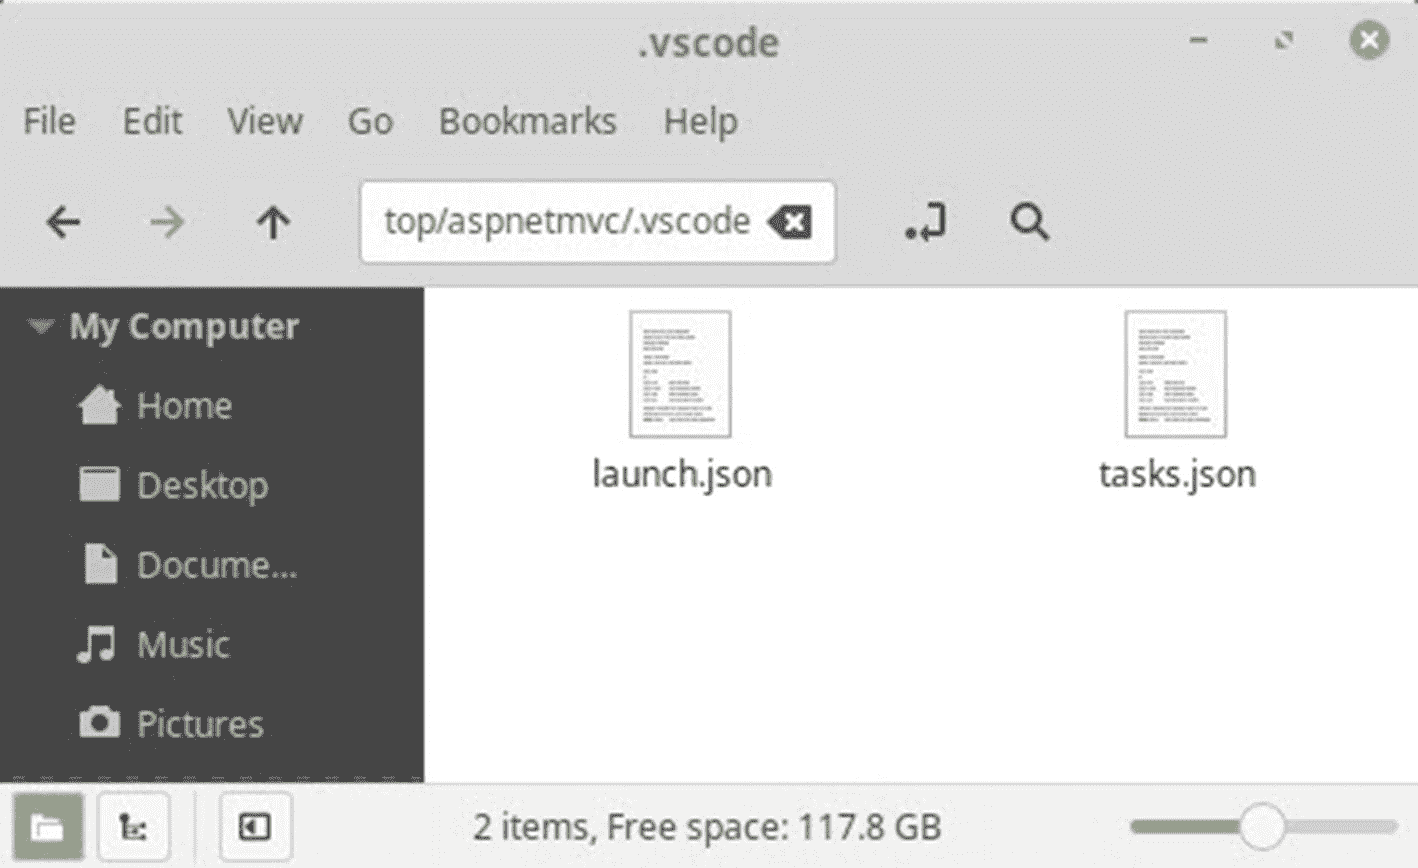 .vscode
File Edit View Go Bookmarks Help
top/aspnetmvc/.vscode
My Computer
Home
Desktop
Docume...
Music
Pictures
launch.json
tasks.json
2 items, Free space: 117.8 GB